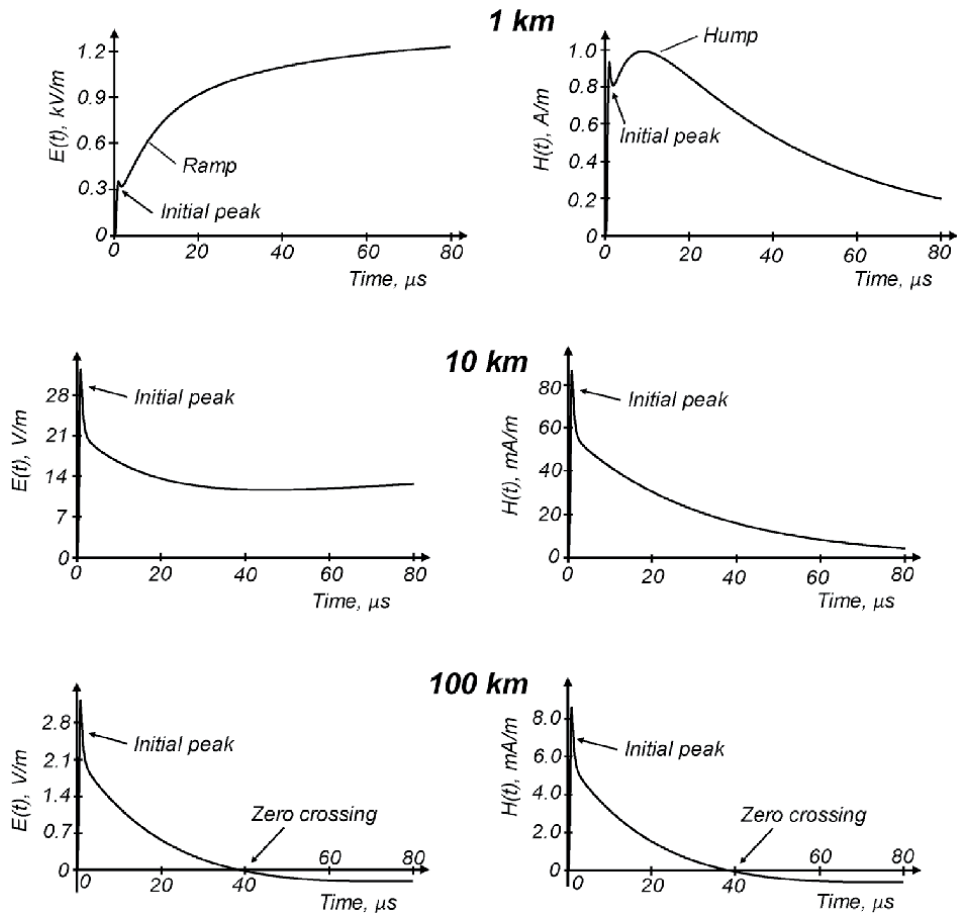 1 km
E(t), kV/m
1.2
0.9
0.6
0.3
0
Ramp
Initial peak
0 20 40 60 80
Time, μs
H(t), A/m
1.0
0.8
0.6
0.4
0.2
0
Hump
Initial peak
0 20 40 60 80
Time, μs
10 km
E(t), V/m
28
21
14
7
0
Initial peak
0 20 40 60 80
Time, μs
H(t), mA/m
80
60
40
20
0
Initial peak
0 20 40 60 80
Time, μs
100 km
E(t), V/m
2.8
2.1
1.4
0.7
0
Initial peak
Zero crossing
60 80
0 20 40
Time, μs
H(t), mA/m
8.0
6.0
4.0
2.0
0
Initial peak
Zero crossing
60 80
0 20 40
Time, μs